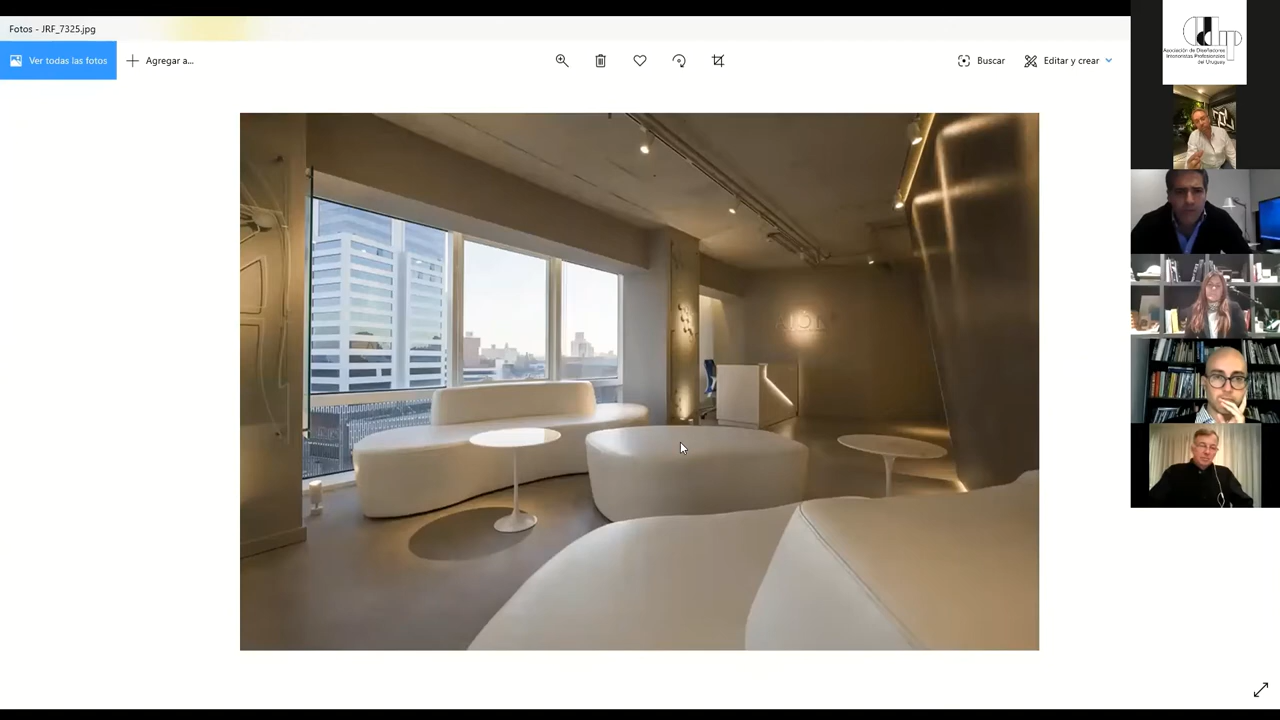 Fotos - JRF_7325.jpg
Ver todas las fotos
Agregar a...
Buscar
Editar y crear
Asociación de Diseñadores
Interioristas Profesionales
del Uruguay